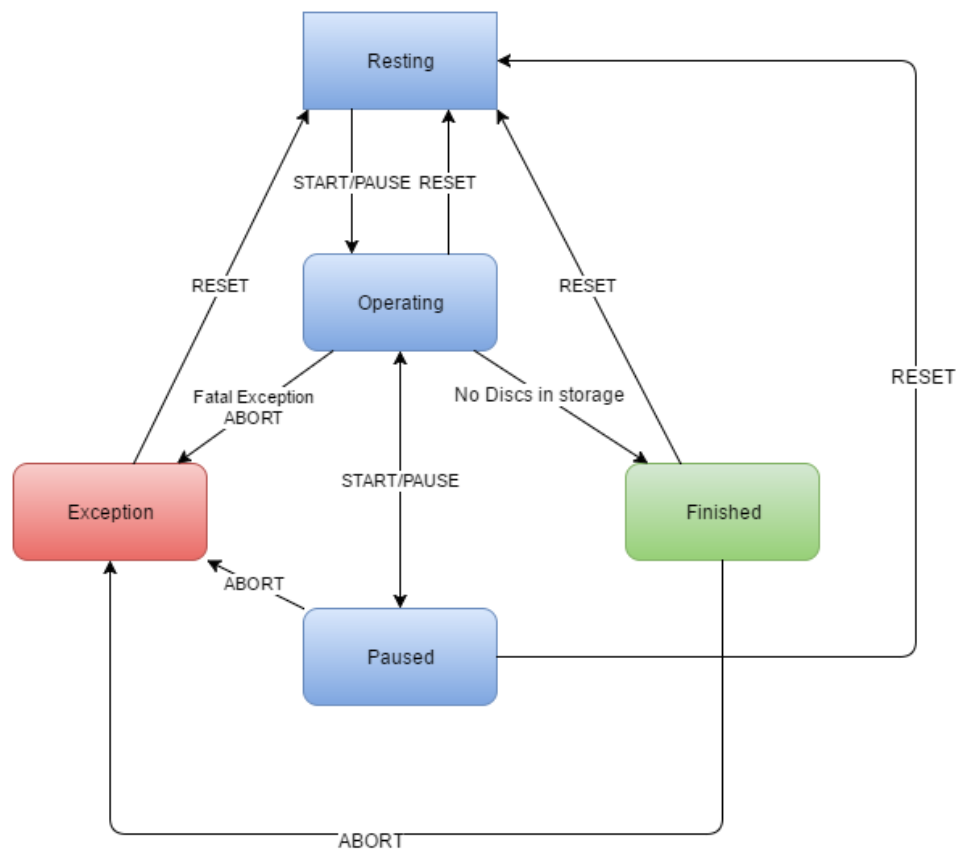 Resting
START/PAUSE RESET
RESET
RESET
Operating
RESET
Fatal Exception
ABORT
No Discs in storage
START/PAUSE
Exception
Finished
ABORT
Paused
ABORT